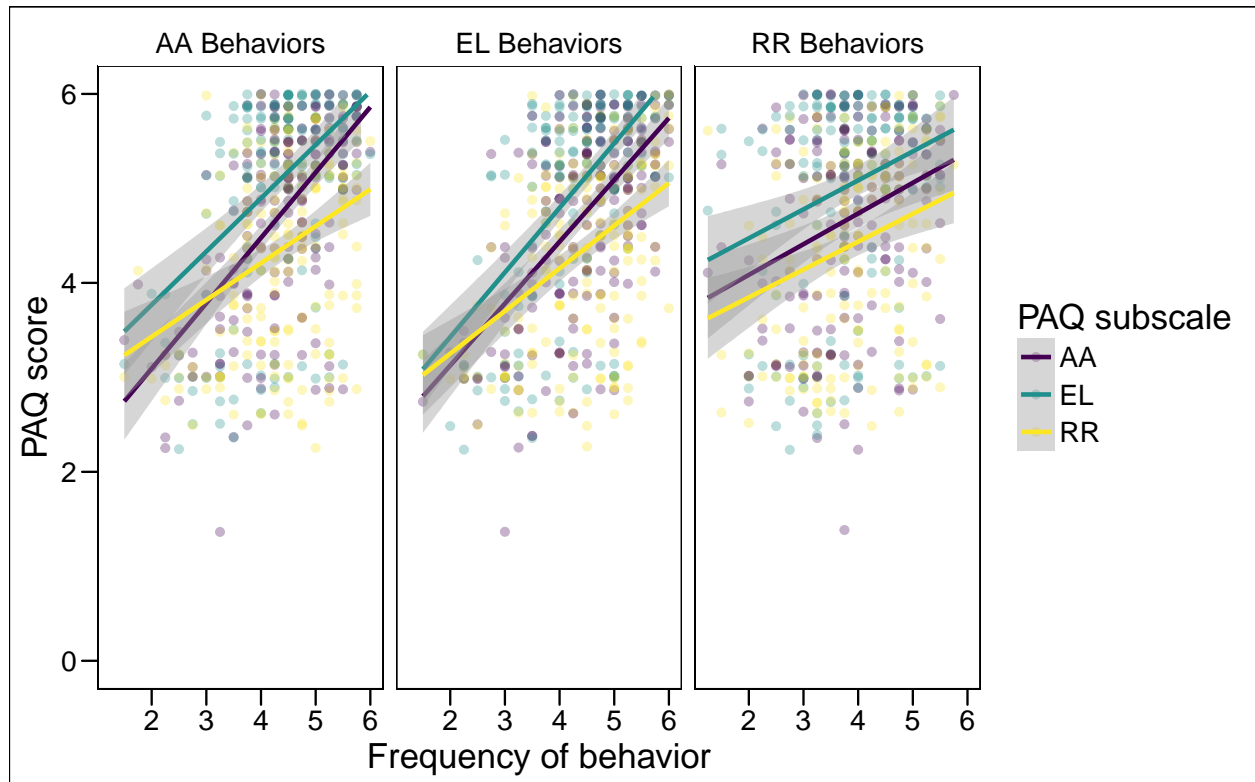 AA Behaviors
EL Behaviors
RR Behaviors
PAQ score
6
4
2
0
2 3 4 5 6
2 3 4 5 6
2 3 4 5 6
Frequency of behavior
PAQ subscale
AA
EL
RR